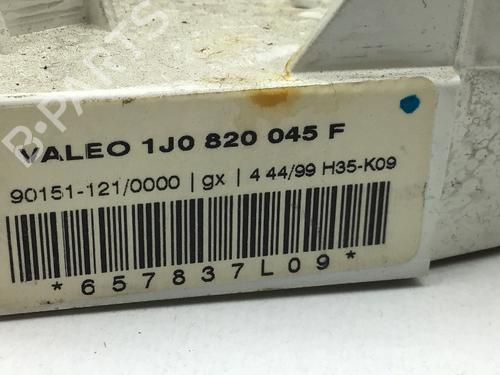 B-PARTS
VALEO 1J0 820 045 F
90151-121/0000 | gx | 4 44/99 H35-K09
*657837L09*